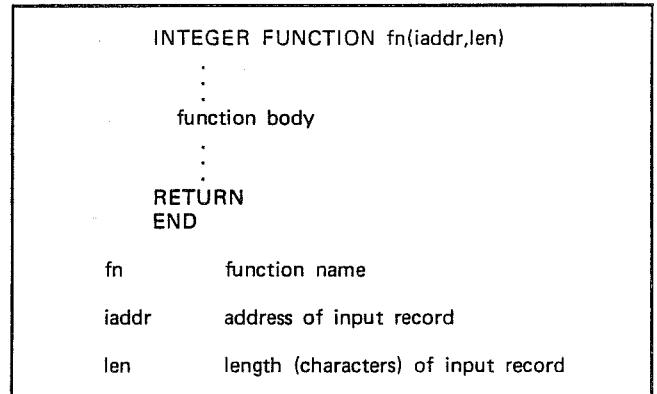 INTEGER FUNCTION fn(iaddr,len)
.
.
.
function body
.
.
.
RETURN
END
fn function name
iaddr address of input record
len length (characters) of input record